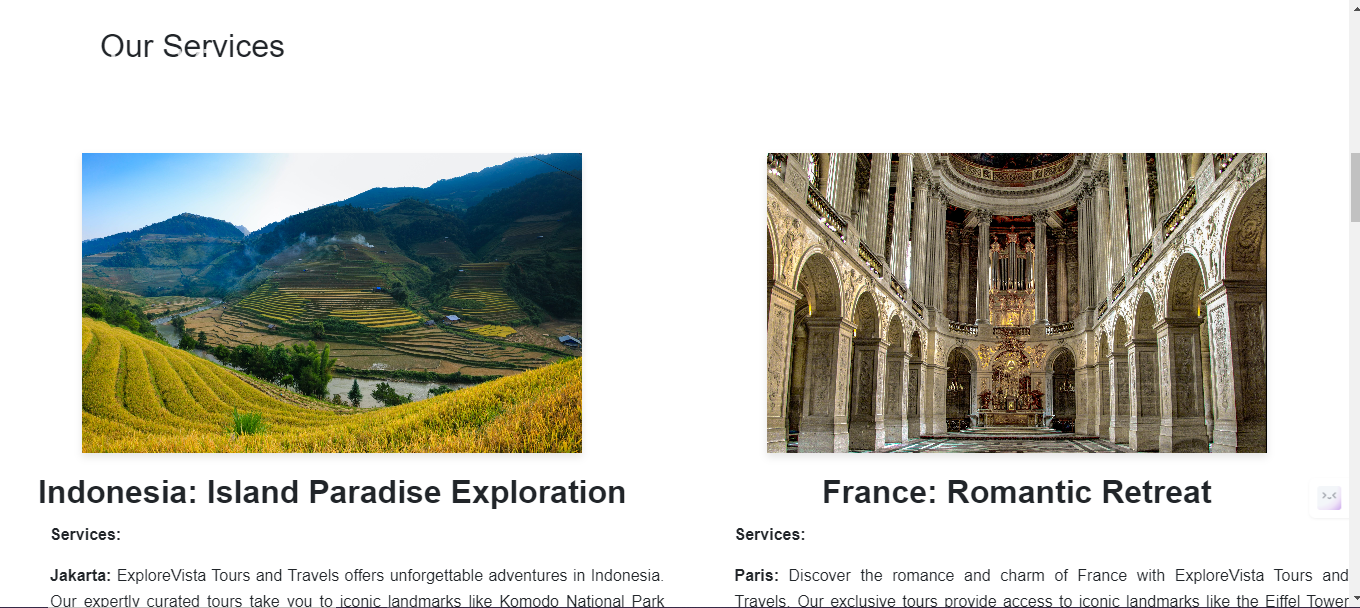 Our Services
Indonesia: Island Paradise Exploration
Services:
Jakarta: ExploreVista Tours and Travels offers unforgettable adventures in Indonesia.
Our expertly curated tours take you to iconic landmarks like Komodo National Park
France: Romantic Retreat
Services:
Paris: Discover the romance and charm of France with ExploreVista Tours and
Travels. Our exclusive tours provide access to iconic landmarks like the Eiffel Tower